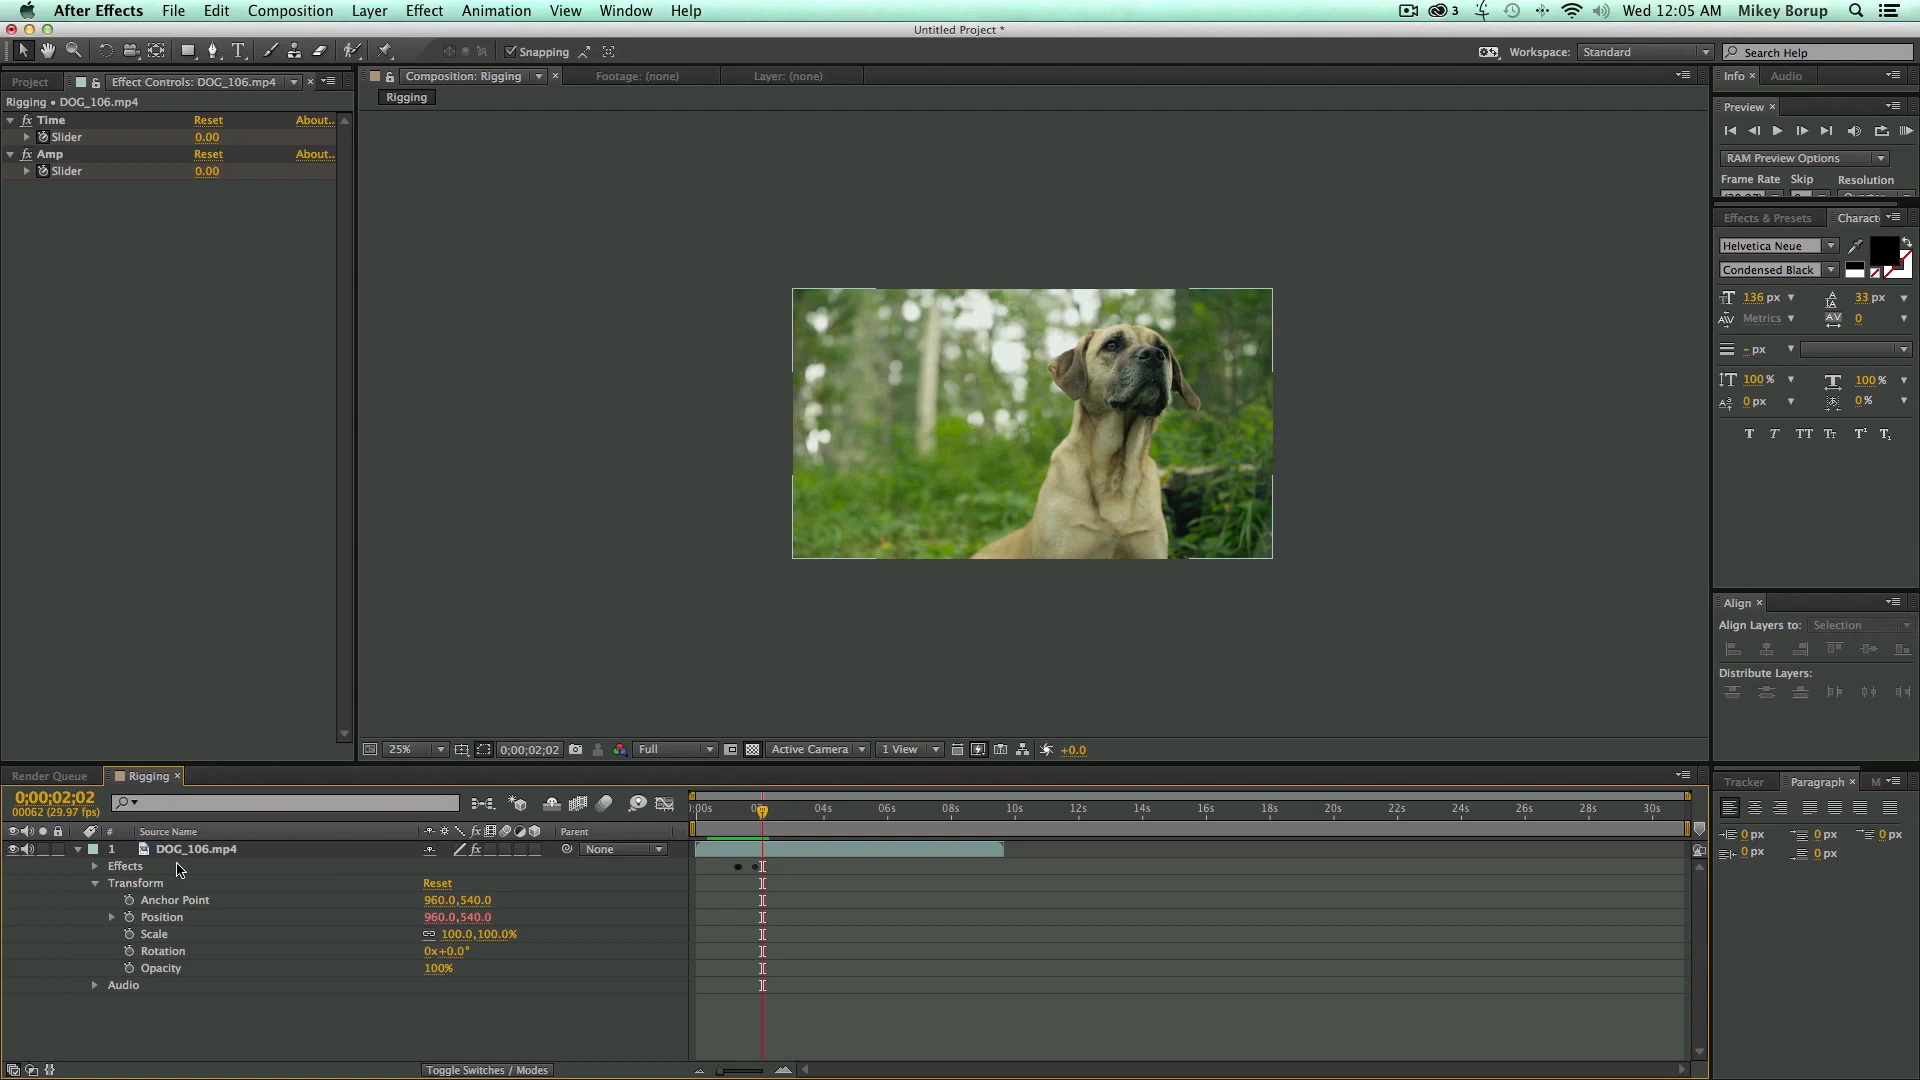 After Effects File Edit Composition Layer Effect Animation View Window Help 3 Wed 12:05 AM Mikey Borup
Untitled Project *
Snapping Workspace: Standard Search Help
Project Effect Controls: DOG_106.mp4 Composition: Rigging Footage: (none) Layer: (none) Info Audio
Rigging • DOG_106.mp4 Rigging
Time Reset About..
Slider 0.00
Amp Reset About..
Slider 0.00
Preview
RAM Preview Options
Frame Rate Skip Resolution
Effects & Presets Charact
Helvetica Neue
Condensed Black
136 px 33 px
Metrics 0
- px
100 % 100 %
0 px 0 %
T T TT Tt T¹ T₁
Align
Align Layers to: Selection
Distribute Layers:
25% 0;00;02;02 Full Active Camera 1 View +0.0
Render Queue Rigging Tracker Paragraph M
0;00;02;02
00062 (29.97 fps)
):00s 04s 06s 08s 10s 12s 14s 16s 18s 20s 22s 24s 26s 28s 30s
# Source Name Parent
1 DOG_106.mp4 None
Effects
Transform Reset
Anchor Point 960.0,540.0
Position 960.0,540.0
Scale 100.0,100.0%
Rotation 0x+0.0°
Opacity 100%
Audio
0 px 0 px 0 px
0 px 0 px
Toggle Switches / Modes